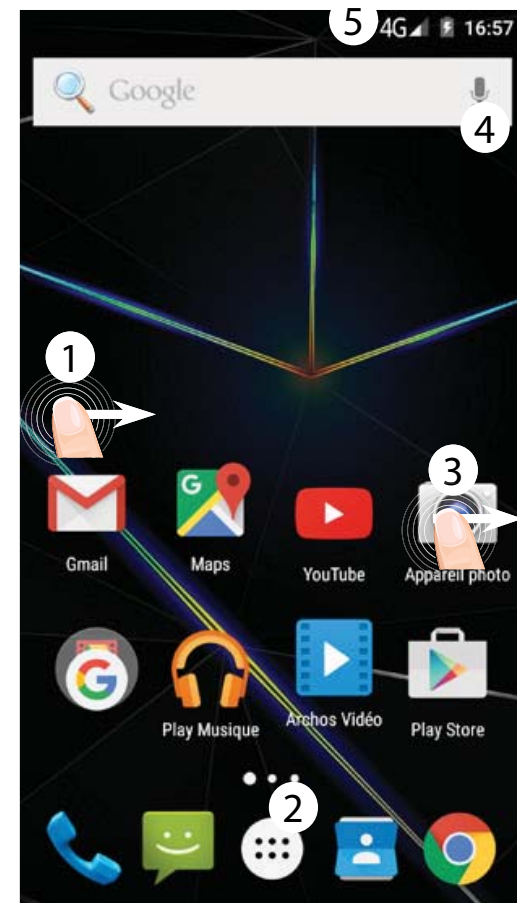 5 4G 16:57
Google
4
1
3
Gmail Maps YouTube Appareil photo
Play Musique Archos Vidéo Play Store
2